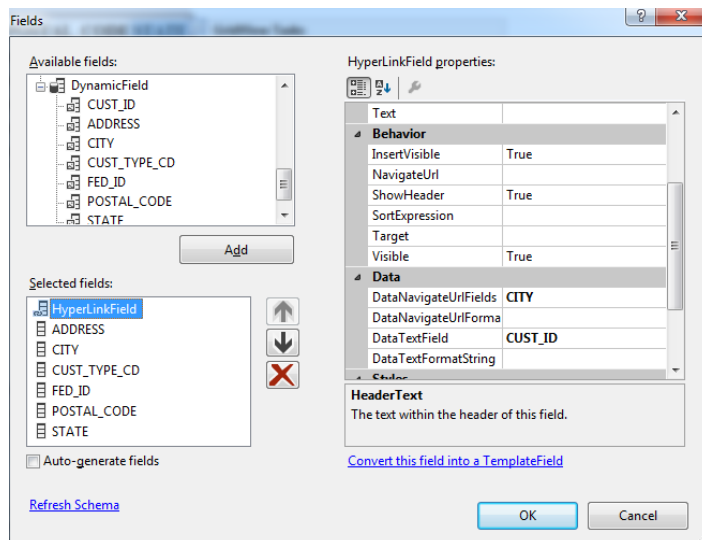 Fields
Available fields:
DynamicField
CUST_ID
ADDRESS
CITY
CUST_TYPE_CD
FED_ID
POSTAL_CODE
STATE
Add
Selected fields:
HyperLinkField
ADDRESS
CITY
CUST_TYPE_CD
FED_ID
POSTAL_CODE
STATE
Auto-generate fields
Refresh Schema
HyperLinkField properties:
Text
Behavior
InsertVisible True
NavigateUrl
ShowHeader True
SortExpression
Target
Visible True
Data
DataNavigateUrlFields CITY
DataNavigateUrlForma
DataTextField CUST_ID
DataTextFormatString
Styles
HeaderText
The text within the header of this field.
Convert this field into a TemplateField
OK Cancel